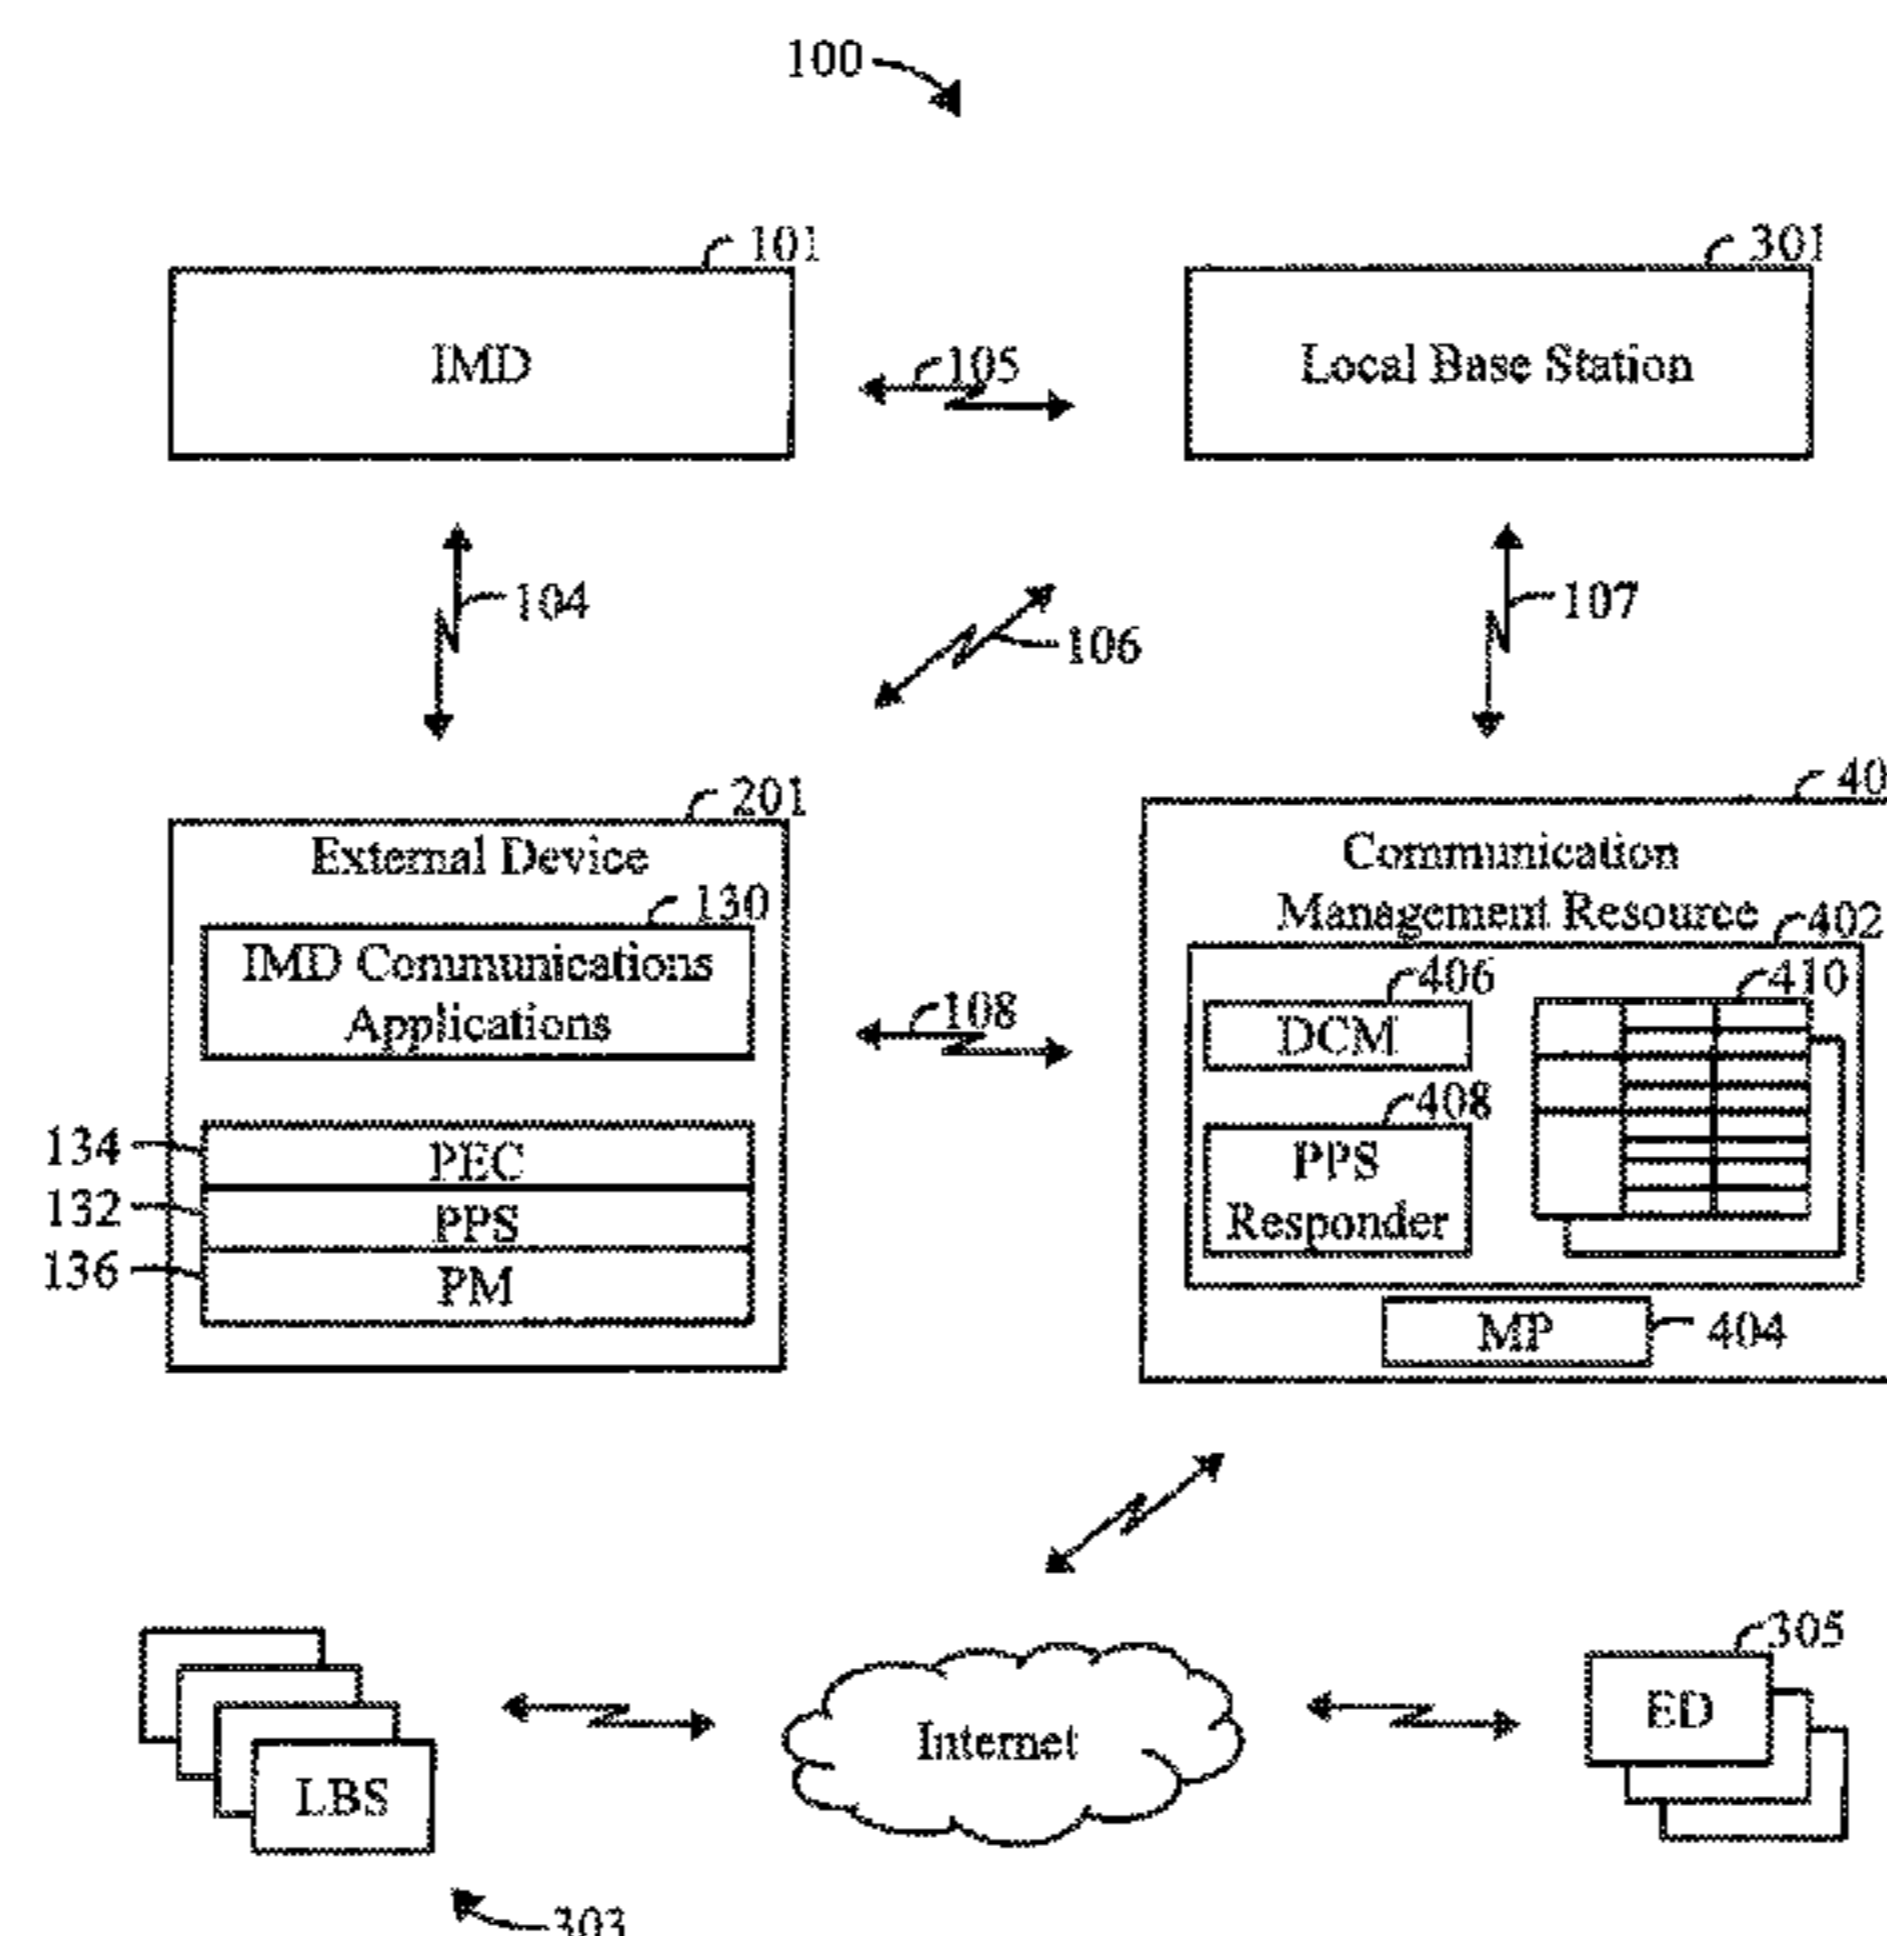 100
101
301
IMD
105
Local Base Station
104
106
107
201
40
External Device
Communication
Management Resource
130
402
IMD Communications
Applications
108
406
410
DCM
408
134
PEC
PPS
Responder
132
PPS
136
PM
MP
404
305
ED
Internet
LBS
303